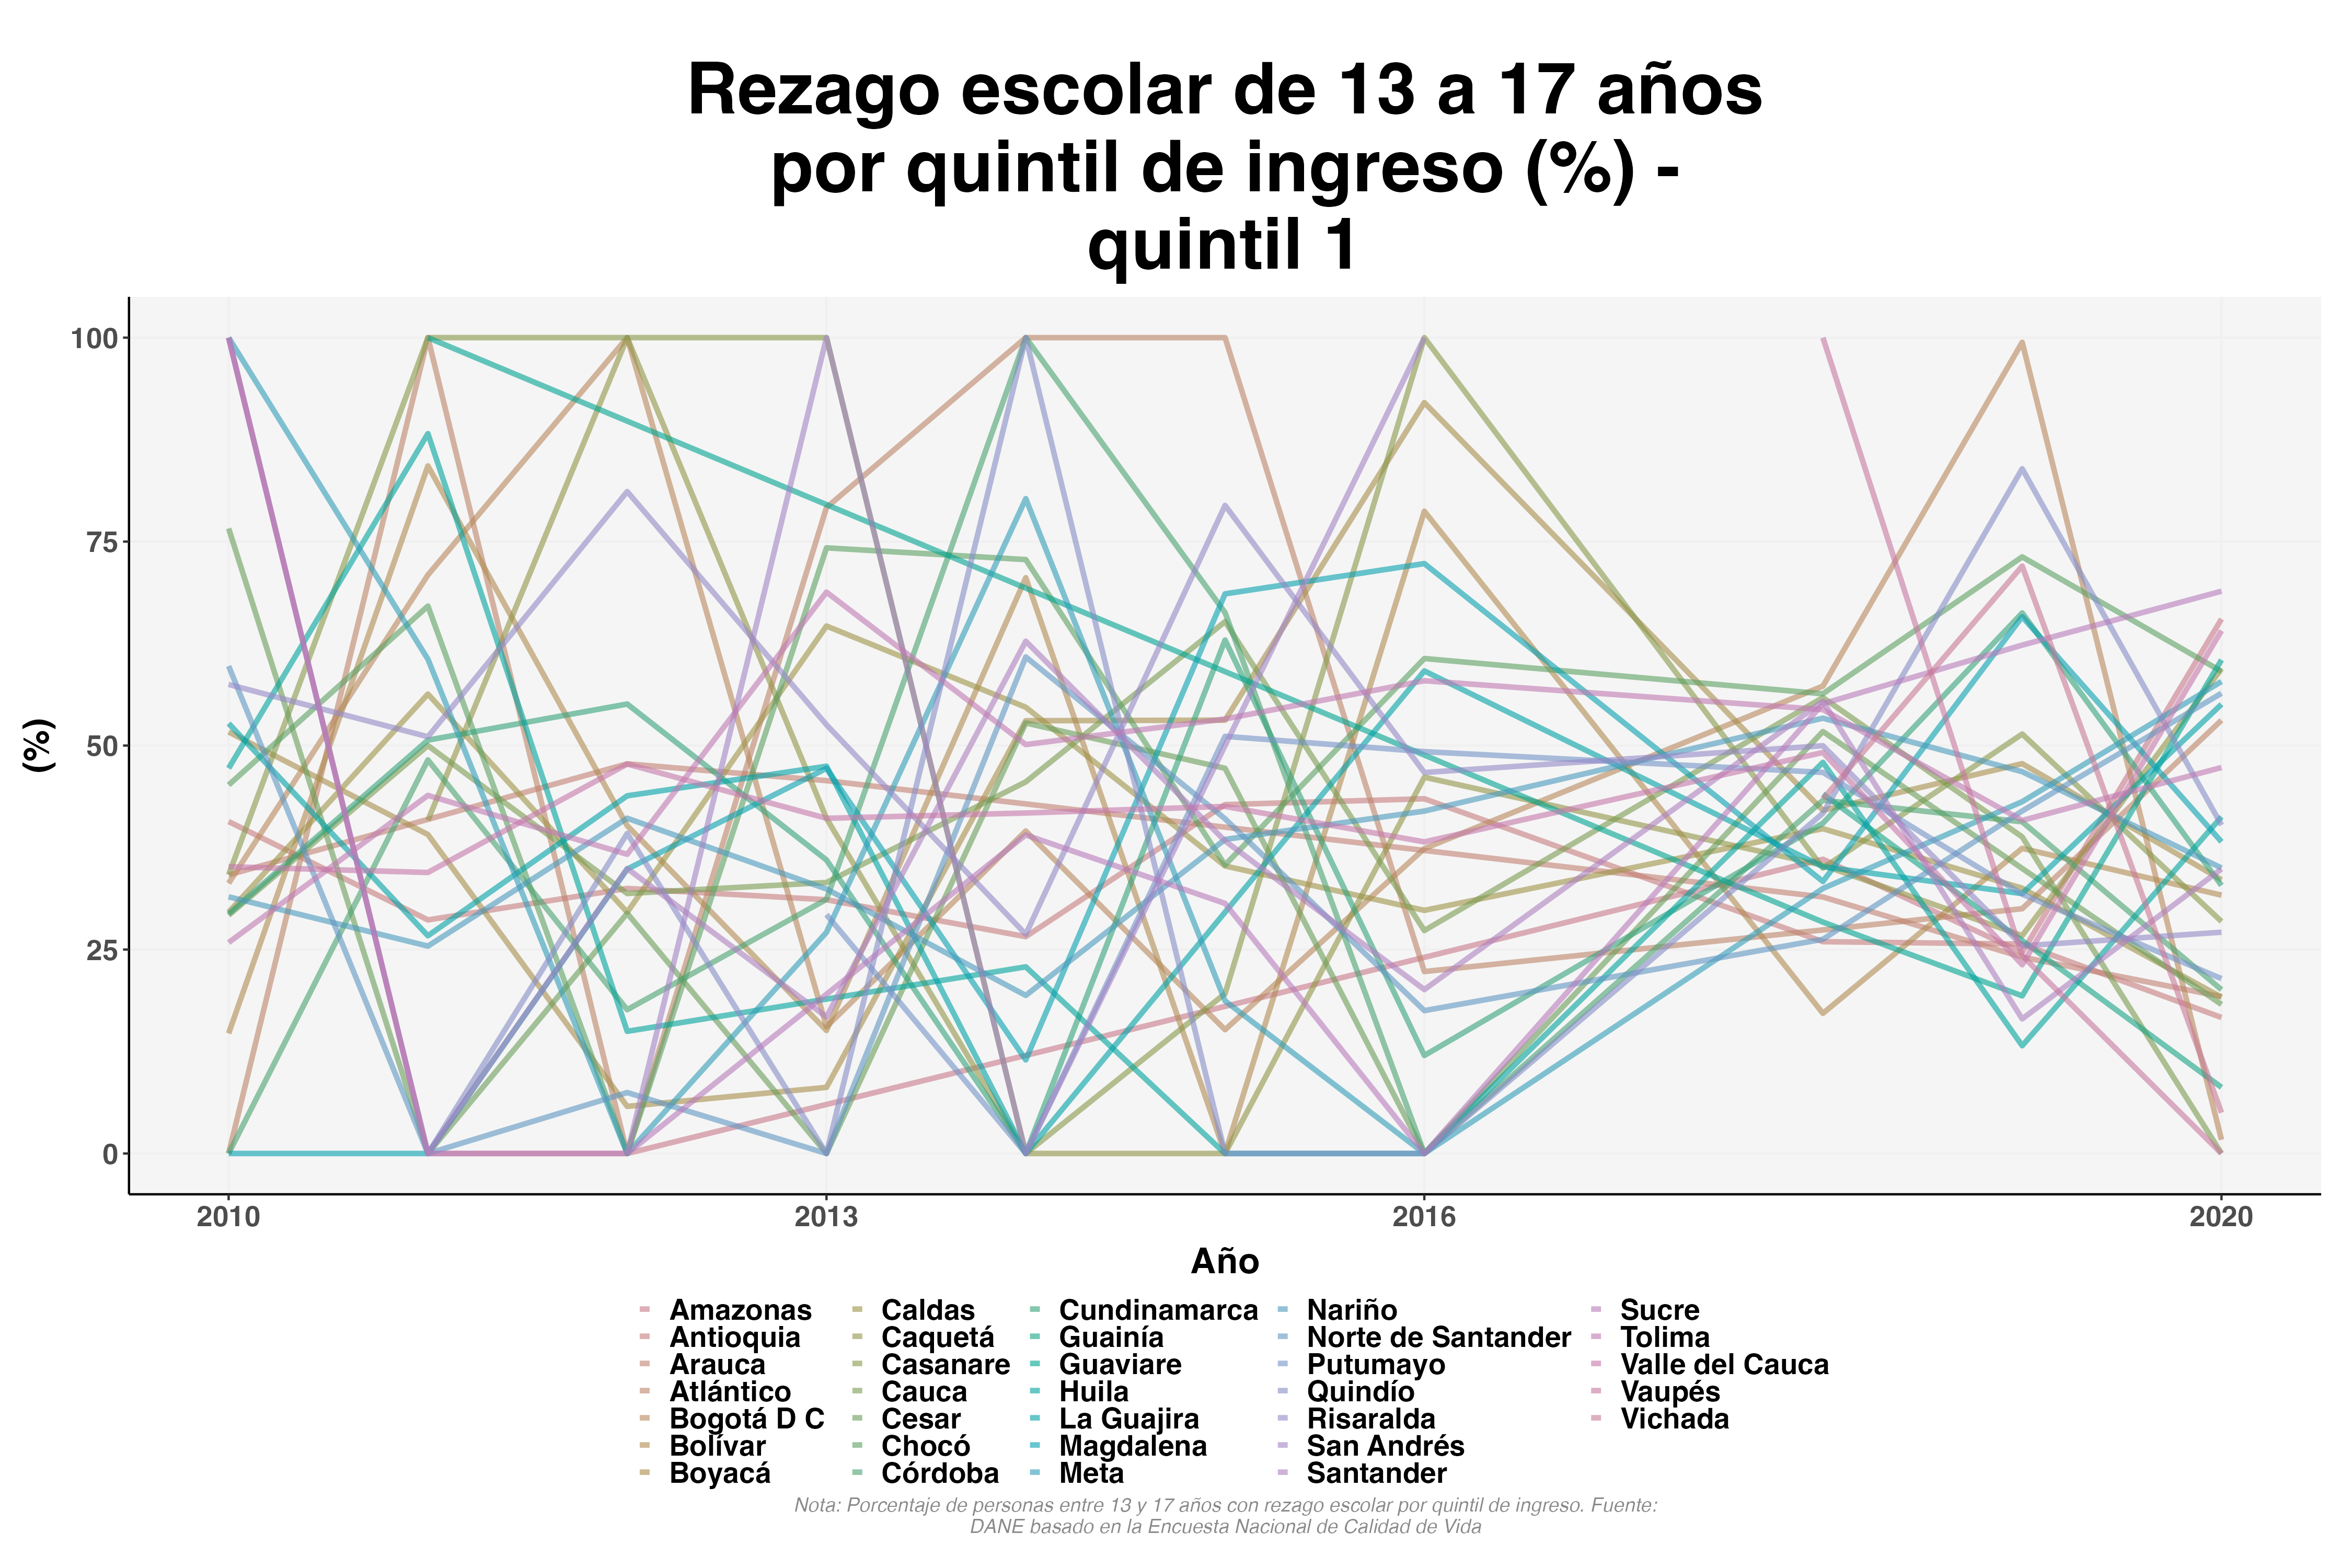 Rezago escolar de 13 a 17 años
por quintil de ingreso (%) -
quintil 1
(%)
100
75
50
25
0
2010 2013 2016 2020
Año
Amazonas Caldas Cundinamarca Nariño Sucre
Antioquia Caquetá Guainía Norte de Santander Tolima
Arauca Casanare Guaviare Putumayo Valle del Cauca
Atlántico Cauca Huila Quindío Vaupés
Bogotá D C Cesar La Guajira Risaralda Vichada
Bolívar Chocó Magdalena San Andrés
Boyacá Córdoba Meta Santander
Nota: Porcentaje de personas entre 13 y 17 años con rezago escolar por quintil de ingreso. Fuente:
DANE basado en la Encuesta Nacional de Calidad de Vida